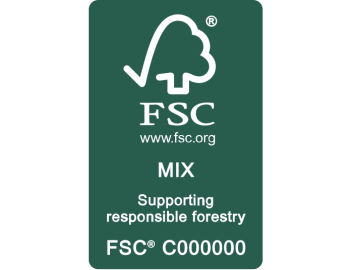 ®
FSC
www.fsc.org
MIX
Supporting
responsible forestry
FSC® C000000